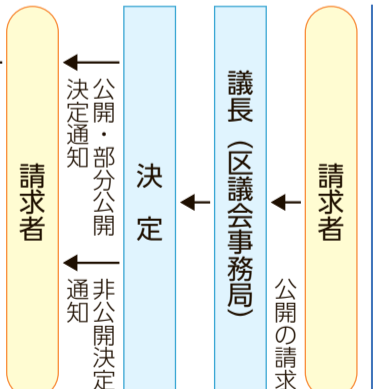 請求者
公開の請求
議長（区議会事務局）
決定
公開・部分公開
決定通知
非公開決定
通知
請求者